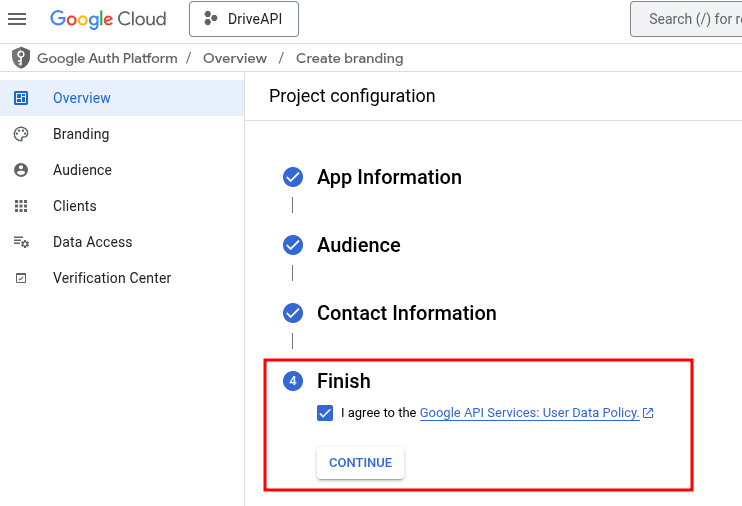 Google Cloud
DriveAPI
Search (/) for r
Google Auth Platform / Overview / Create branding
Overview
Branding
Audience
Clients
Data Access
Verification Center
Project configuration
App Information
Audience
Contact Information
4 Finish
I agree to the Google API Services: User Data Policy.
CONTINUE